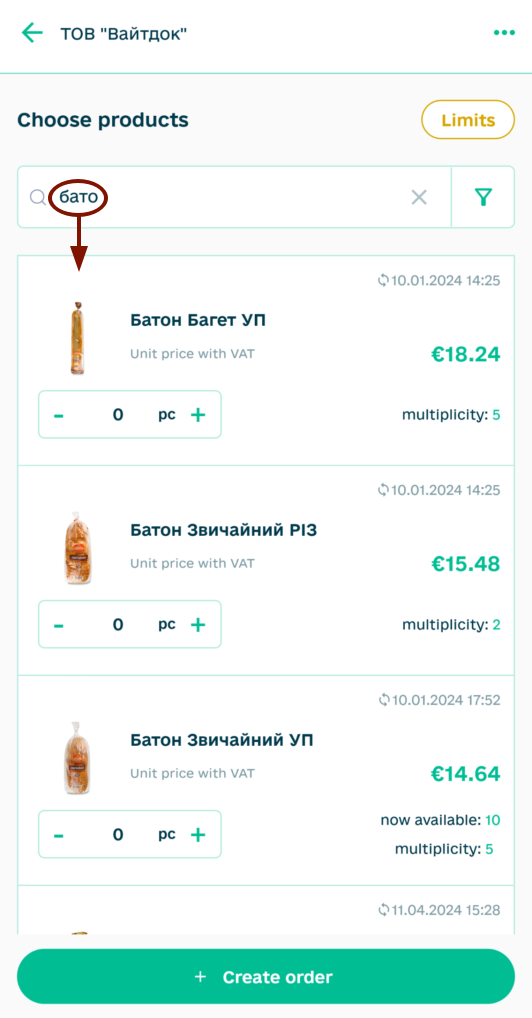 ТОВ "Вайтдок"
Choose products
Limits
бато
10.01.2024 14:25
Батон Багет УП
Unit price with VAT
€18.24
- 0 pc +
multiplicity: 5
10.01.2024 14:25
Батон Звичайний РІЗ
Unit price with VAT
€15.48
- 0 pc +
multiplicity: 2
10.01.2024 17:52
Батон Звичайний УП
Unit price with VAT
€14.64
now available: 10
- 0 pc +
multiplicity: 5
11.04.2024 15:28
+ Create order